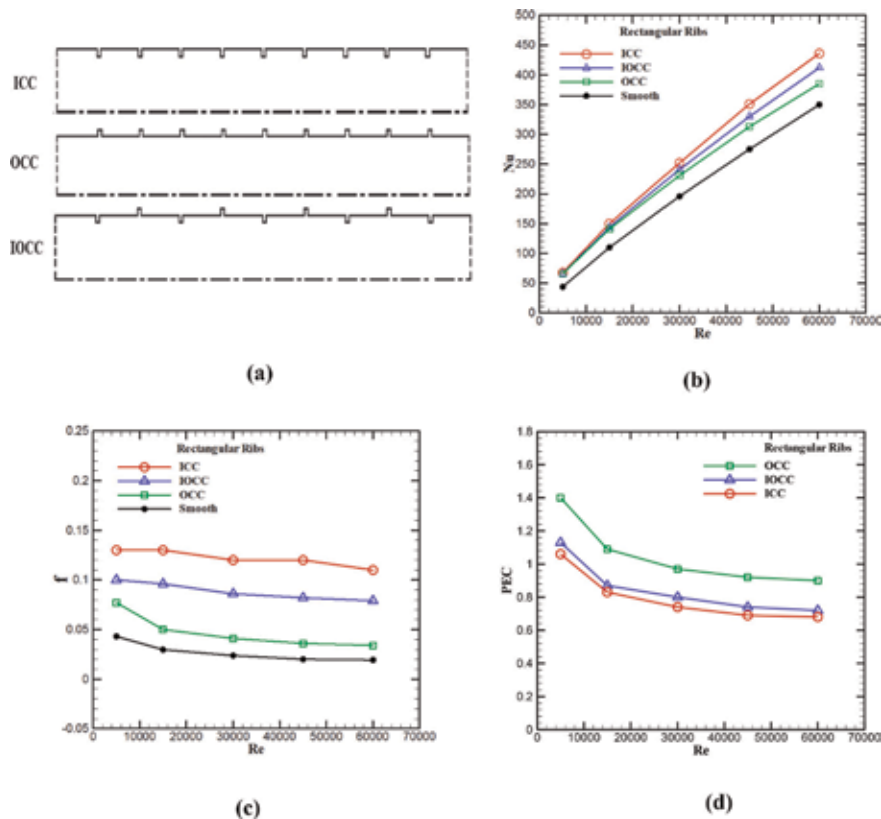 ICC
OCC
IOCC
(a)
500
450
400
350
300
250
200
150
100
50
0
Nu
Rectangular Ribs
ICC
IOCC
OCC
Smooth
0 10000 20000 30000 40000 50000 60000 70000
Re
(b)
0.25
0.2
0.15
0.1
0.05
0
-0.05
f
Rectangular Ribs
ICC
IOCC
OCC
Smooth
0 10000 20000 30000 40000 50000 60000 70000
Re
(c)
1.8
1.6
1.4
1.2
1
0.8
0.6
0.4
0.2
0
PEC
Rectangular Ribs
OCC
IOCC
ICC
0 10000 20000 30000 40000 50000 60000 70000
Re
(d)